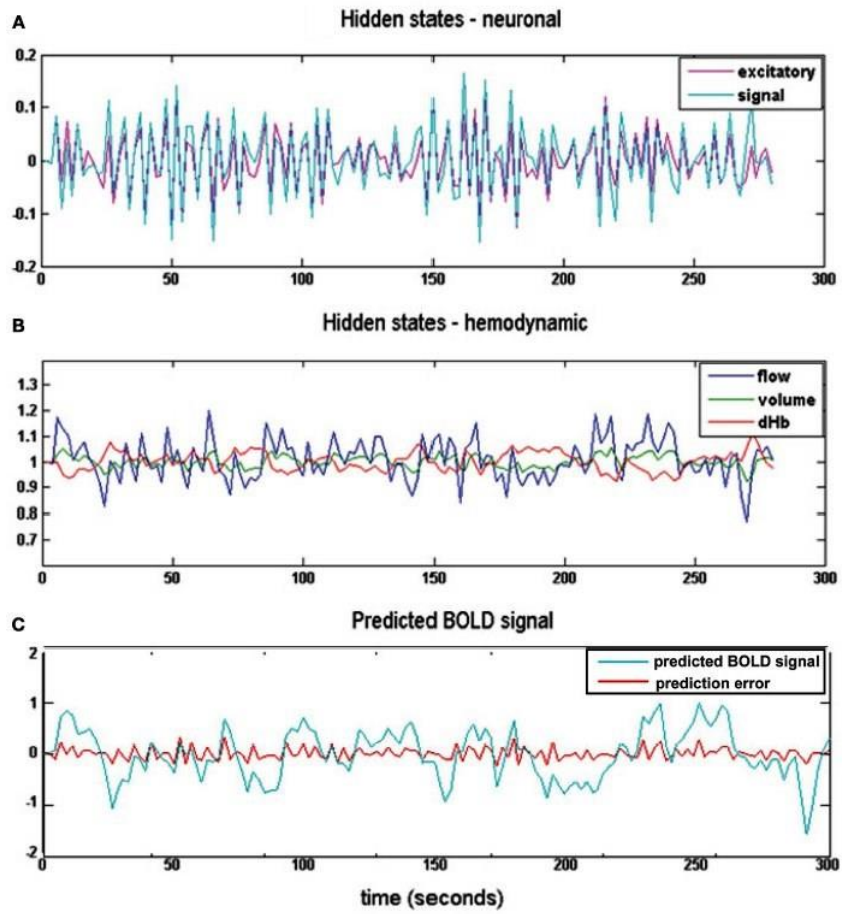 A
Hidden states - neuronal
0.2
0.1
0
-0.1
-0.2
excitatory
signal
0 50 100 150 200 250 300
B
Hidden states - hemodynamic
1.3
1.2
1.1
1
0.9
0.8
0.7
flow
volume
dHb
0 50 100 150 200 250 300
C
Predicted BOLD signal
2
1
0
-1
-2
predicted BOLD signal
prediction error
0 50 100 150 200 250 300
time (seconds)